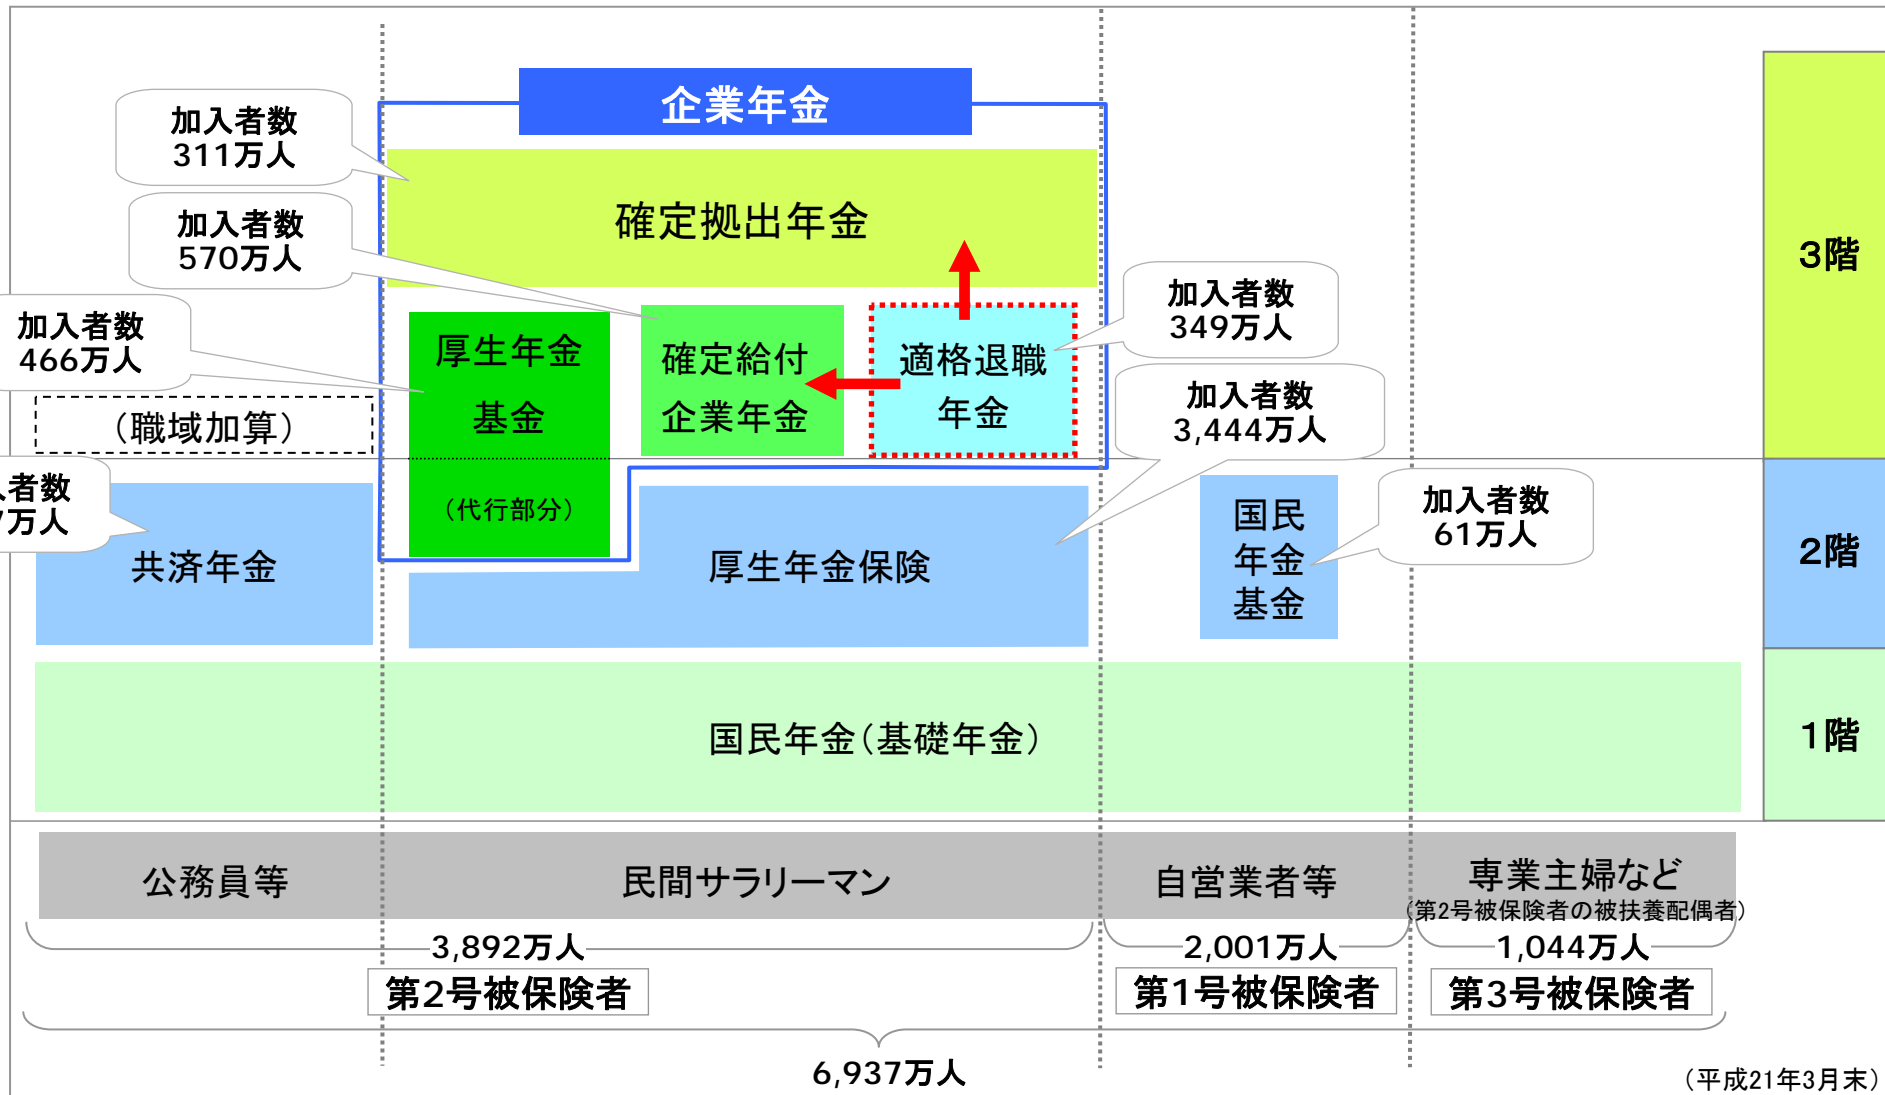 企業年金
加入者数
311万人
確定拠出年金
加入者数
570万人
3階
加入者数
466万人
加入者数
349万人
厚生年金
基金
(代行部分)
確定給付
企業年金
適格退職
年金
加入者数
3,444万人
(職域加算)
者数
万人
共済年金
厚生年金保険
国民
年金
基金
加入者数
61万人
2階
国民年金(基礎年金)
1階
公務員等
民間サラリーマン
自営業者等
専業主婦など
(第2号被保険者の被扶養配偶者)
3,892万人
2,001万人
1,044万人
第2号被保険者
第1号被保険者
第3号被保険者
6,937万人
(平成21年3月末)